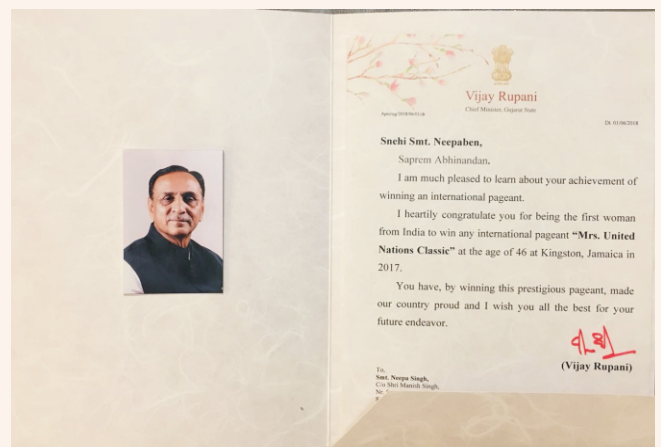 Vijay Rupani
Chief Minister, Gujarat State
Dt. 01/06/2018
Snehi Smt. Neepaben,
Saprem Abhinandan.
I am much pleased to learn about your achievement of
winning an international pageant.
I heartily congratulate you for being the first woman
from India to win any international pageant “Mrs. United
Nations Classic” at the age of 46 at Kingston, Jamaica in
2017.
You have, by winning this prestigious pageant, made
our country proud and I wish you all the best for your
future endeavor.
(Vijay Rupani)
To,
Smt. Neepa Singh,
C/o Shri Manish Singh,